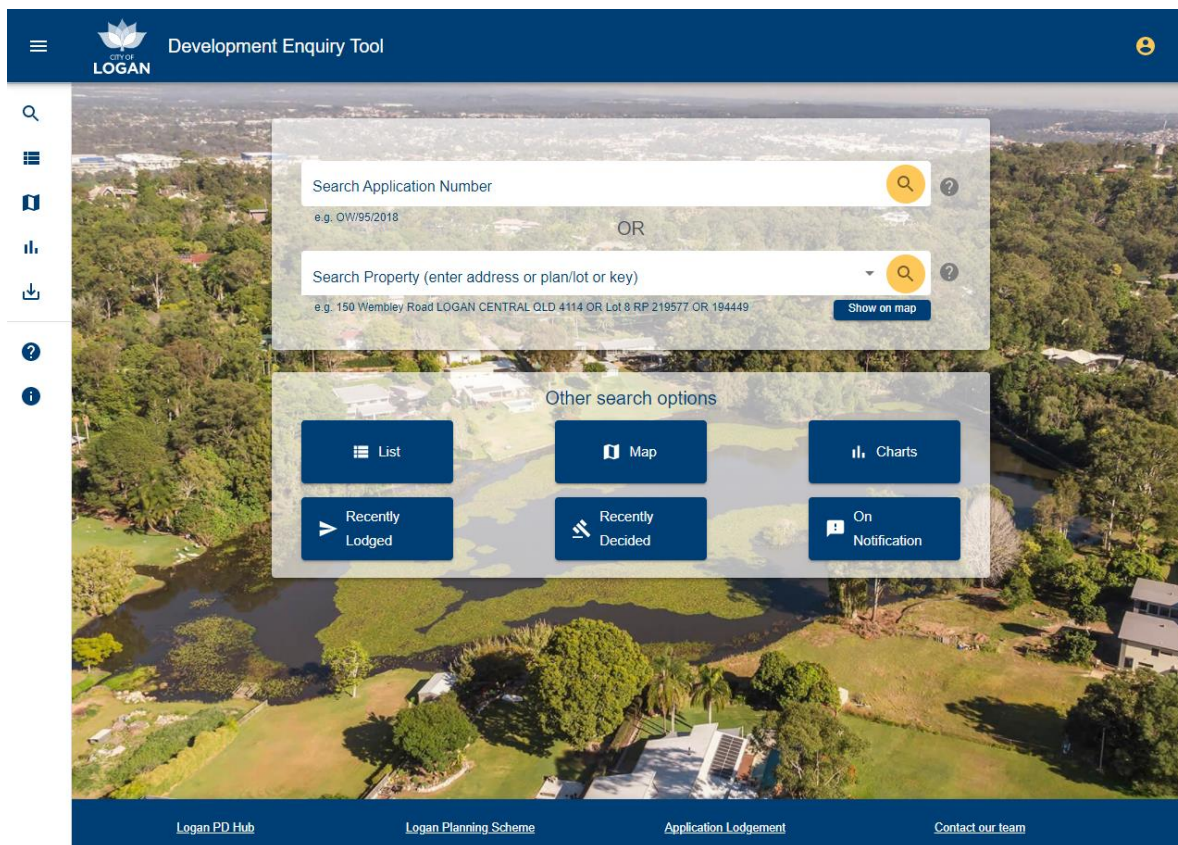 CITY OF
LOGAN
Development Enquiry Tool
Search Application Number
e.g. OW/95/2018
OR
Search Property (enter address or plan/lot or key)
e.g. 150 Wembley Road LOGAN CENTRAL QLD 4114 OR Lot 8 RP 219577 OR 194449
Show on map
Other search options
List
Map
Charts
Recently
Lodged
Recently
Decided
On
Notification
Logan PD Hub
Logan Planning Scheme
Application Lodgement
Contact our team